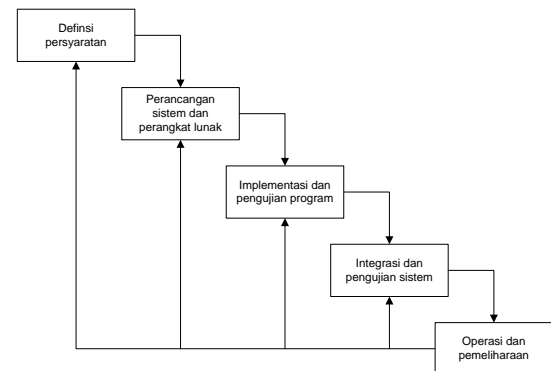 Definsi
persyaratan
Perancangan
sistem dan
perangkat lunak
Implementasi dan
pengujian program
Integrasi dan
pengujian sistem
Operasi dan
pemeliharaan